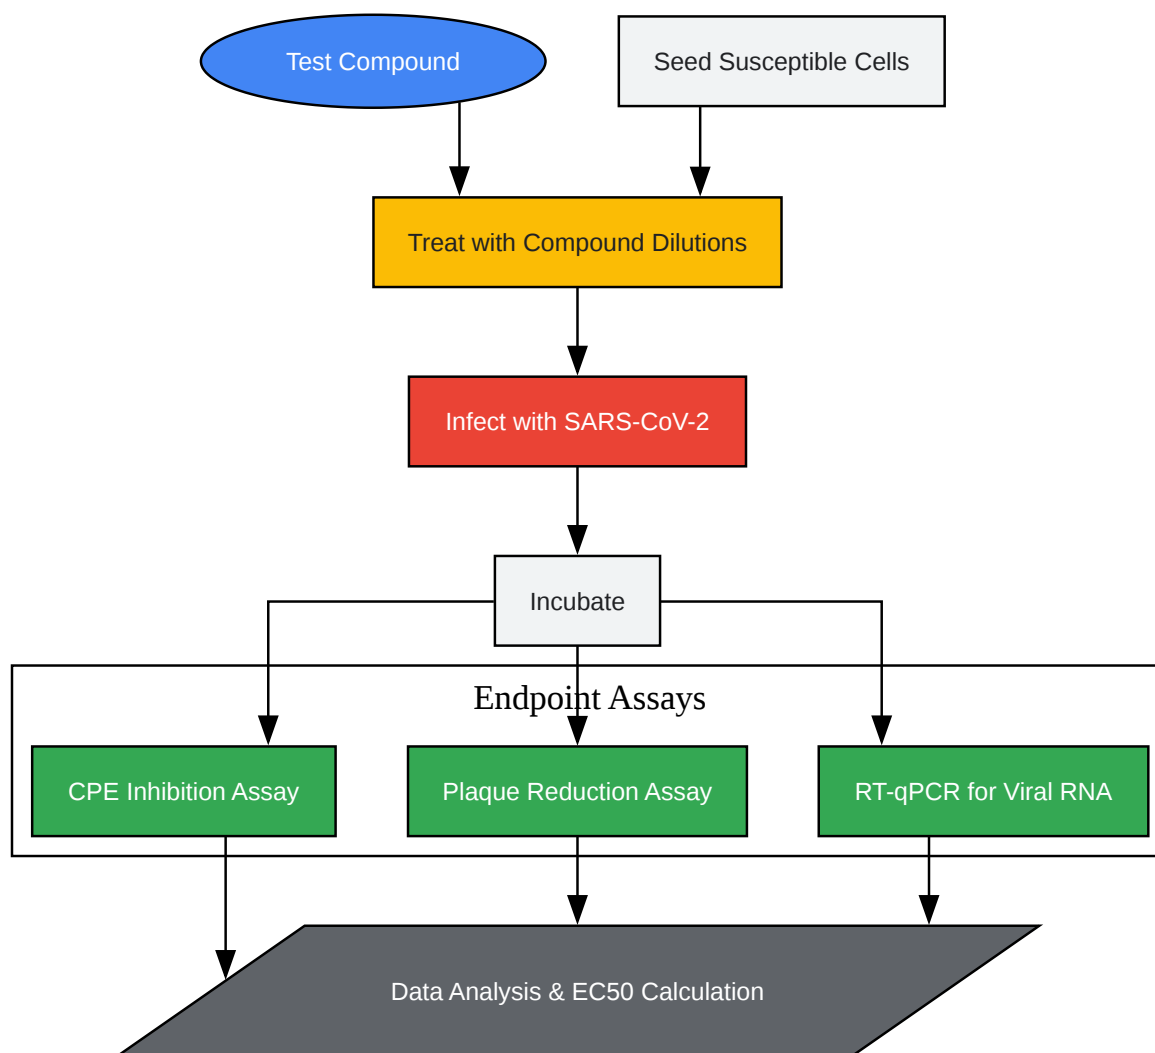 Test Compound
Seed Susceptible Cells
Treat with Compound Dilutions
Infect with SARS-CoV-2
Incubate
Endpoint Assays
CPE Inhibition Assay
Plaque Reduction Assay
RT-qPCR for Viral RNA
Data Analysis & EC50 Calculation